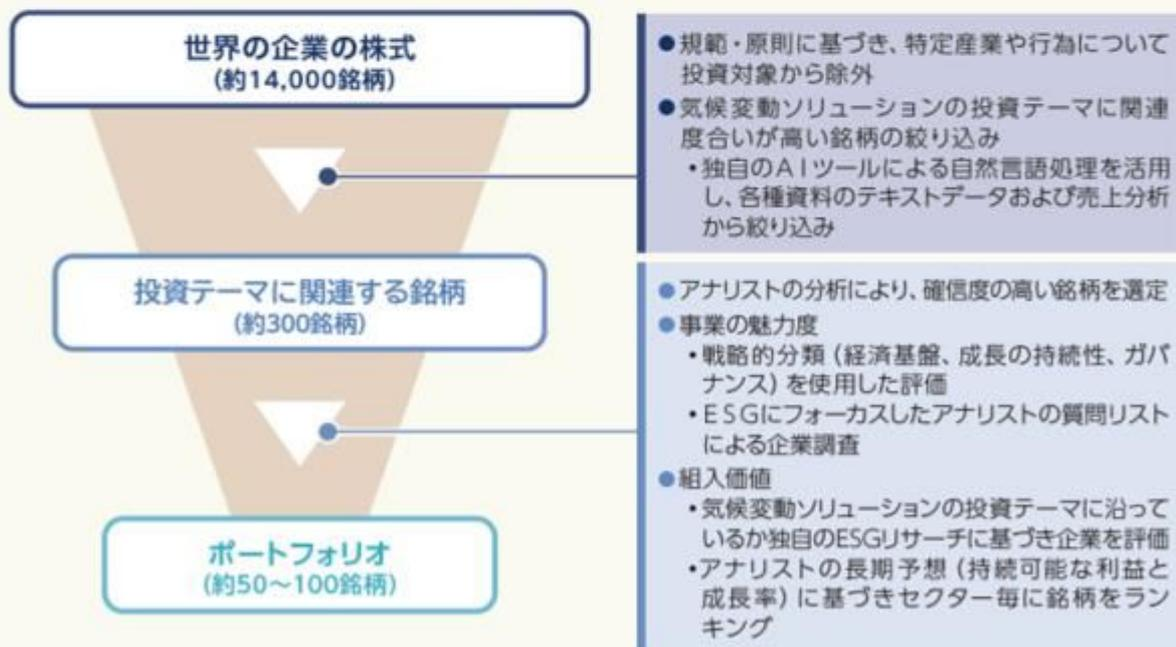 世界の企業の株式
(約14,000銘柄)
●規範・原則に基づき、特定産業や行為について
投資対象から除外
●気候変動ソリューションの投資テーマに関連
度合いが高い銘柄の絞り込み
•独自のAIツールによる自然言語処理を活用
し、各種資料のテキストデータおよび売上分析
から絞り込み
投資テーマに関連する銘柄
(約300銘柄)
●アナリストの分析により、確信度の高い銘柄を選定
●事業の魅力度
•戦略的分類(経済基盤、成長の持続性、ガバ
ナンス)を使用した評価
•ESGにフォーカスしたアナリストの質問リスト
による企業調査
●組入価値
•気候変動ソリューションの投資テーマに沿って
いるか独自のESGリサーチに基づき企業を評価
•アナリストの長期予想(持続可能な利益と
成長率)に基づきセクター毎に銘柄をラン
キング
ポートフォリオ
(約50～100銘柄)